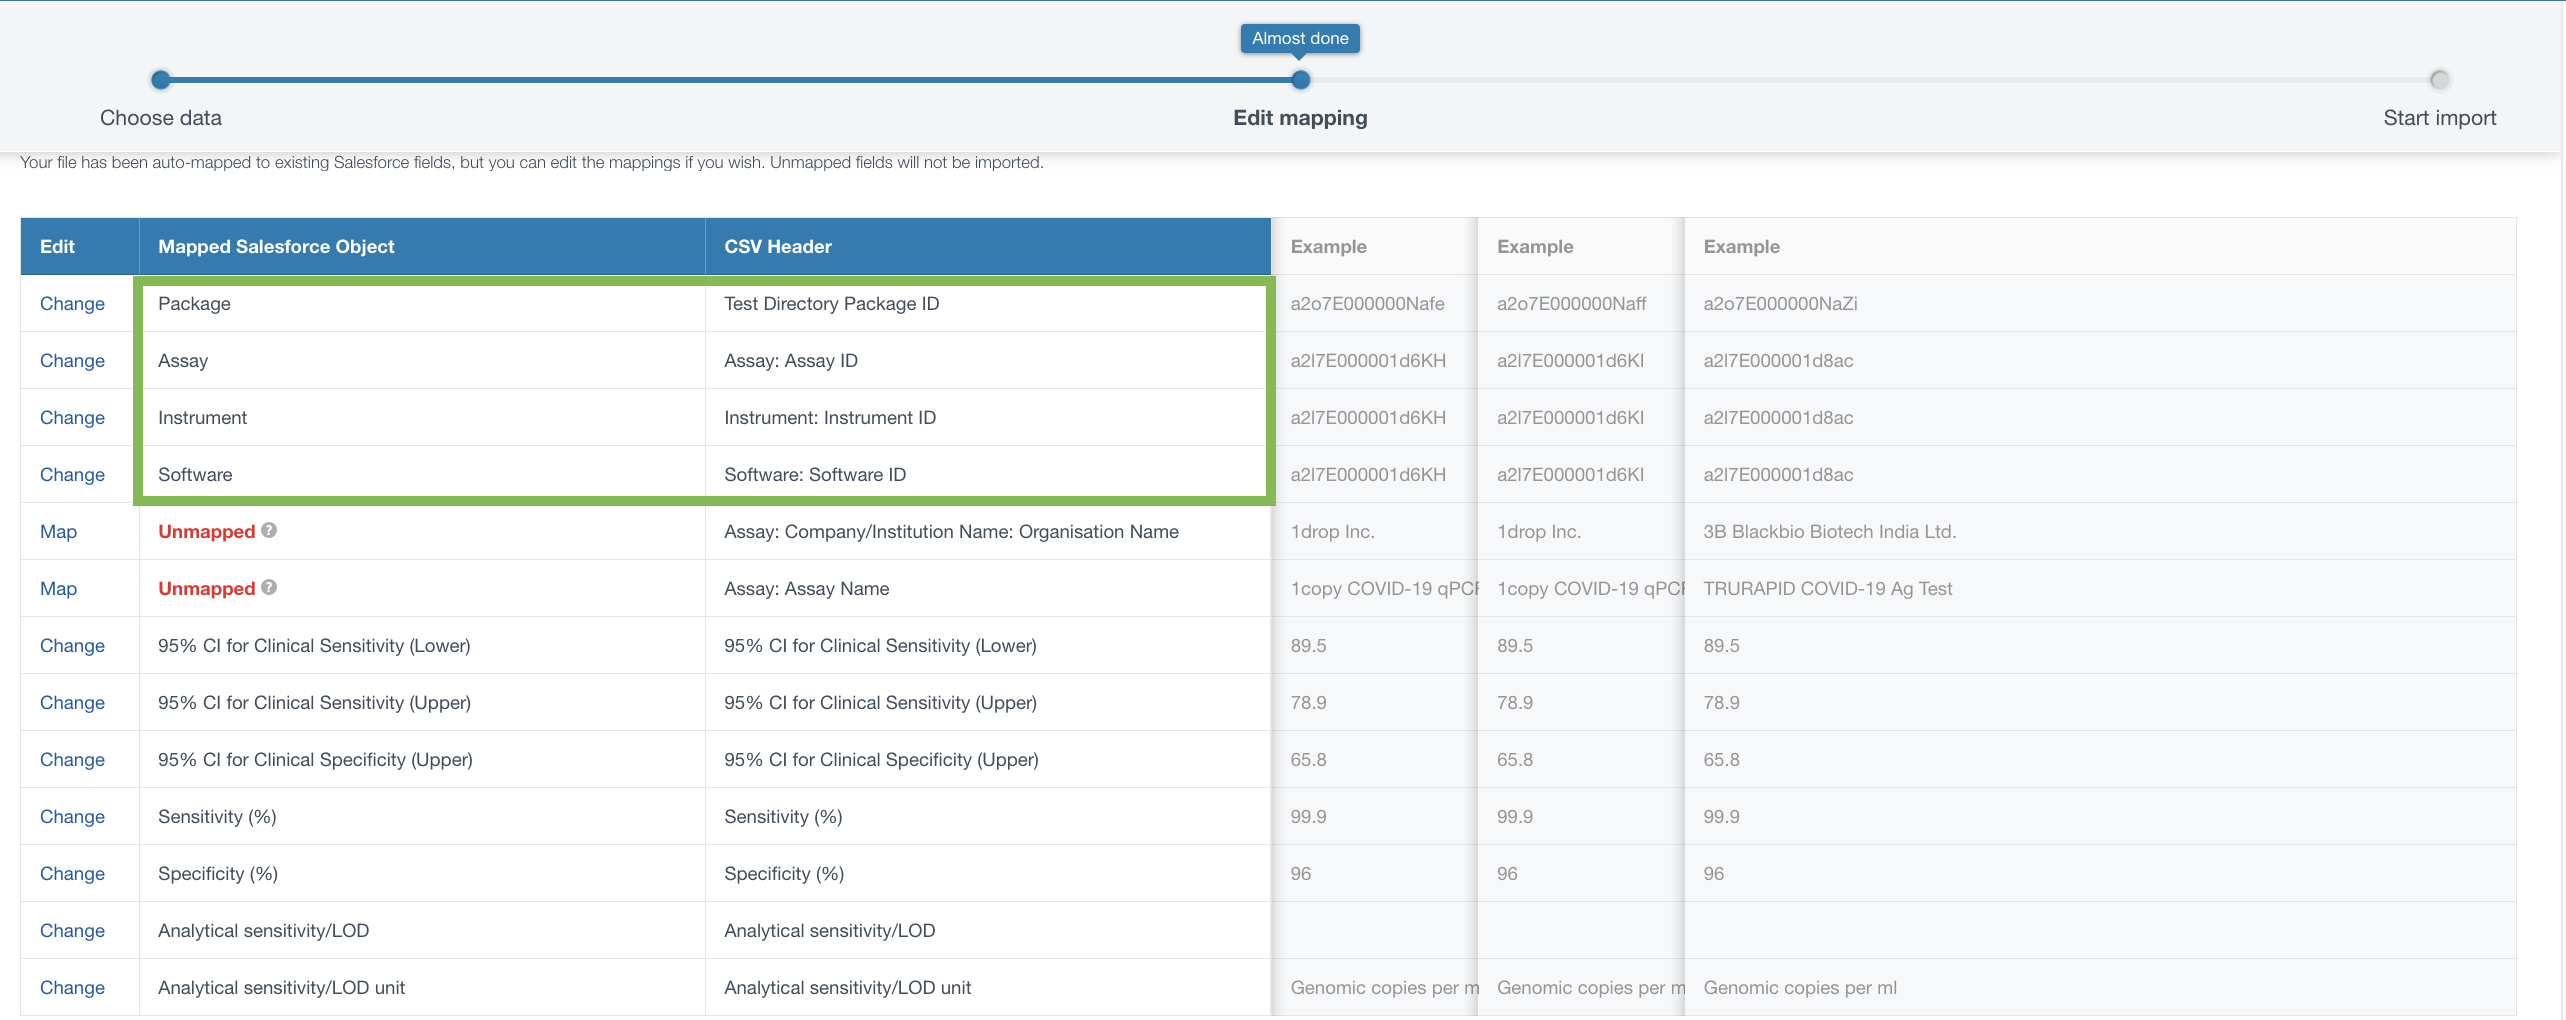 Almost done
Choose data Edit mapping Start import
Your file has been auto-mapped to existing Salesforce fields, but you can edit the mappings if you wish. Unmapped fields will not be imported.
Edit Mapped Salesforce Object CSV Header Example Example Example
Change Package Test Directory Package ID a2o7E000000Nafe a2o7E000000Naff a2o7E000000NaZi
Change Assay Assay: Assay ID a2l7E000001d6KH a2l7E000001d6KI a2l7E000001d8ac
Change Instrument Instrument: Instrument ID a2l7E000001d6KH a2l7E000001d6KI a2l7E000001d8ac
Change Software Software: Software ID a2l7E000001d6KH a2l7E000001d6KI a2l7E000001d8ac
Map Unmapped ? Assay: Company/Institution Name: Organisation Name 1drop Inc. 1drop Inc. 3B Blackbio Biotech India Ltd.
Map Unmapped ? Assay: Assay Name 1copy COVID-19 qPC 1copy COVID-19 qPC TRURAPID COVID-19 Ag Test
Change 95% CI for Clinical Sensitivity (Lower) 95% CI for Clinical Sensitivity (Lower) 89.5 89.5 89.5
Change 95% CI for Clinical Sensitivity (Upper) 95% CI for Clinical Sensitivity (Upper) 78.9 78.9 78.9
Change 95% CI for Clinical Specificity (Upper) 95% CI for Clinical Specificity (Upper) 65.8 65.8 65.8
Change Sensitivity (%) Sensitivity (%) 99.9 99.9 99.9
Change Specificity (%) Specificity (%) 96 96 96
Change Analytical sensitivity/LOD Analytical sensitivity/LOD
Change Analytical sensitivity/LOD unit Analytical sensitivity/LOD unit Genomic copies per m Genomic copies per m Genomic copies per ml